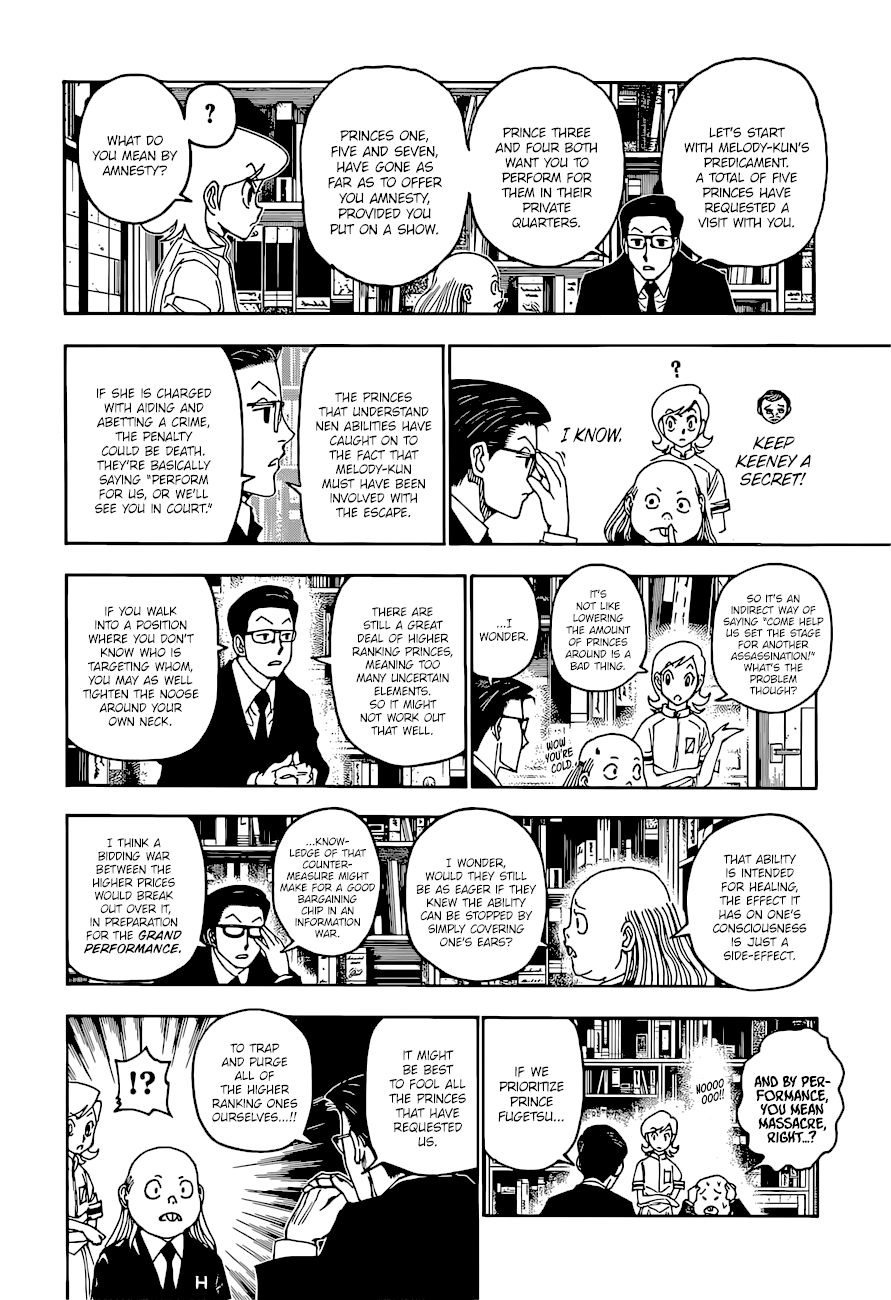 LET'S START
WITH MELODY-KUN'S
PREDICAMENT.
A TOTAL OF FIVE
PRINCES HAVE
REQUESTED A
VISIT WITH YOU.
PRINCE THREE
AND FOUR BOTH
WANT YOU TO
PERFORM FOR
THEM IN THEIR
PRIVATE
QUARTERS.
PRINCES ONE,
FIVE AND SEVEN,
HAVE GONE AS
FAR AS TO OFFER
YOU AMNESTY,
PROVIDED YOU
PUT ON A SHOW.
?
WHAT DO
YOU MEAN BY
AMNESTY?
KEEP
KEENEY A
SECRET!
?
I KNOW.
THE PRINCES
THAT UNDERSTAND
NEN ABILITIES HAVE
CAUGHT ON TO
THE FACT THAT
MELODY-KUN
MUST HAVE BEEN
INVOLVED WITH
THE ESCAPE.
IF SHE IS CHARGED
WITH AIDING AND
ABETTING A CRIME,
THE PENALTY
COULD BE DEATH.
THEY'RE BASICALLY
SAYING "PERFORM
FOR US, OR WE'LL
SEE YOU IN COURT."
SO IT'S AN
INDIRECT WAY OF
SAYING "COME HELP
US SET THE STAGE
FOR ANOTHER
ASSASSINATION!"
WHAT'S THE
PROBLEM
THOUGH?
IT'S
NOT LIKE
LOWERING
THE AMOUNT
OF PRINCES
AROUND IS A
BAD THING.
WOW
YOU'RE
COLD.
...I
WONDER.
THERE ARE
STILL A GREAT
DEAL OF HIGHER
RANKING PRINCES,
MEANING TOO
MANY UNCERTAIN
ELEMENTS.
SO IT MIGHT
NOT WORK OUT
THAT WELL.
IF YOU WALK
INTO A POSITION
WHERE YOU DON'T
KNOW WHO IS
TARGETING WHOM,
YOU MAY AS WELL
TIGHTEN THE NOOSE
AROUND YOUR
OWN NECK.
THAT ABILITY
IS INTENDED
FOR HEALING,
THE EFFECT IT
HAS ON ONE'S
CONSCIOUSNESS
IS JUST A
SIDE-EFFECT.
I WONDER,
WOULD THEY STILL
BE AS EAGER IF THEY
KNEW THE ABILITY
CAN BE STOPPED BY
SIMPLY COVERING
ONE'S EARS?
...KNOW-
LEDGE OF THAT
COUNTER-
MEASURE MIGHT
MAKE FOR A GOOD
BARGAINING
CHIP IN AN
INFORMATION
WAR.
I THINK A
BIDDING WAR
BETWEEN THE
HIGHER PRICES
WOULD BREAK
OUT OVER IT,
IN PREPARATION
FOR THE GRAND
PERFORMANCE.
AND BY PER-
FORMANCE,
YOU MEAN
MASSACRE,
RIGHT...?
NOOOO
OOO!!
IF WE
PRIORITIZE
PRINCE
FUGETSU...
IT MIGHT
BE BEST
TO FOOL ALL
THE PRINCES
THAT HAVE
REQUESTED
US.
TO TRAP
AND PURGE
ALL OF
THE HIGHER
RANKING ONES
OURSELVES...!!
!?
H